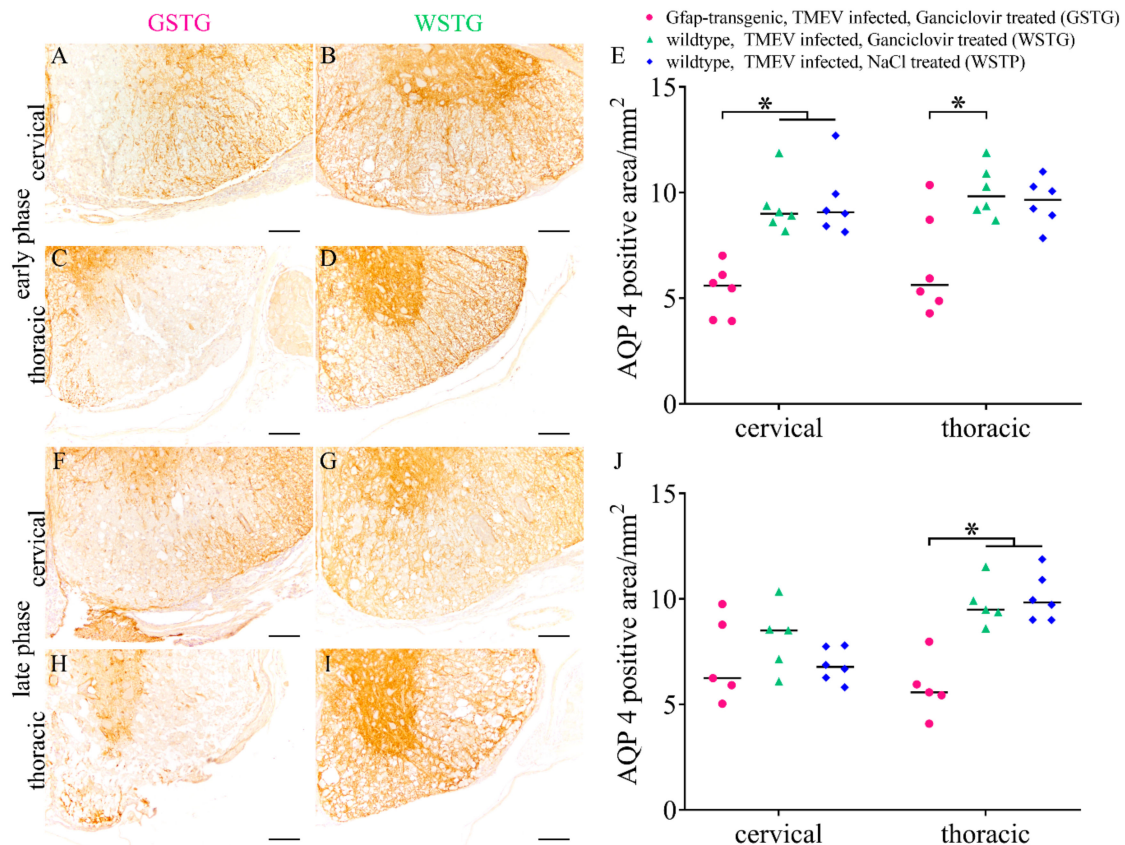 GSTG
WSTG
Gfap-transgenic, TMEV infected, Ganciclovir treated (GSTG)
wildtype, TMEV infected, Ganciclovir treated (WSTG)
wildtype, TMEV infected, NaCl treated (WSTP)
early phase
cervical
A
B
thoracic
C
D
E
AQP 4 positive area/mm²
15
10
5
0
*
*
cervical
thoracic
late phase
cervical
F
G
thoracic
H
I
J
AQP 4 positive area/mm²
15
10
5
0
*
cervical
thoracic